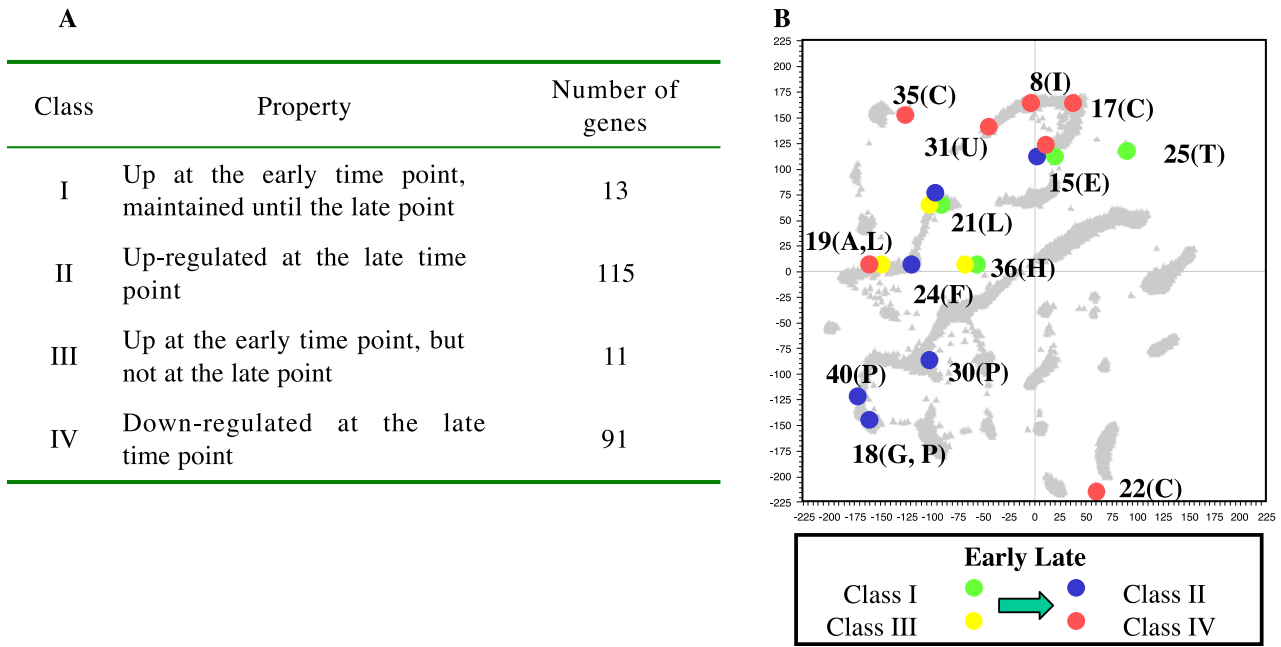 A
Class Property Number of genes
I Up at the early time point, maintained until the late point 13
II Up-regulated at the late time point 115
III Up at the early time point, but not at the late point 11
IV Down-regulated at the late time point 91
B
225
200
175
150
125
100
75
50
25
0
-25
-50
-75
-100
-125
-150
-175
-200
-225
-225 -200 -175 -150 -125 -100 -75 -50 -25 0 25 50 75 100 125 150 175 200 225
35(C)
8(I)
17(C)
31(U)
25(T)
15(E)
21(L)
19(A,L)
36(H)
24(F)
40(P)
30(P)
18(G, P)
22(C)
Early Late
Class I Class II
Class III Class IV